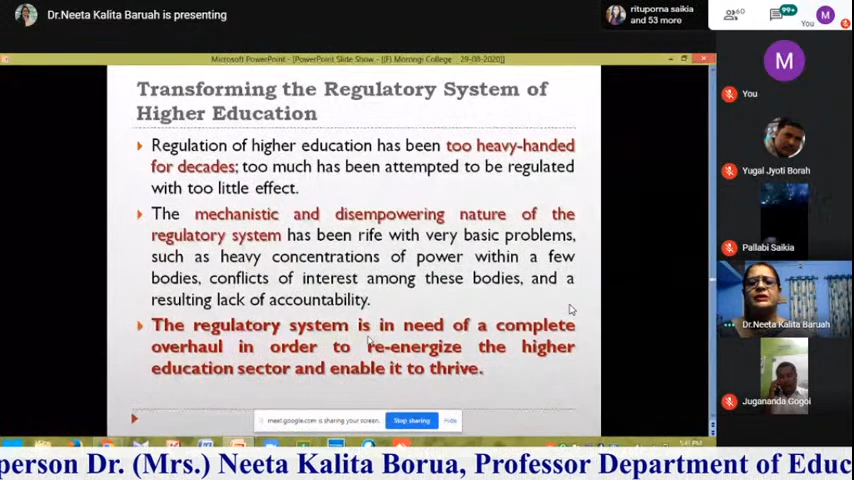 Dr.Neeta Kalita Baruah is presenting
rituporna saikia
and 53 more
60
99+
You
M
Microsoft PowerPoint - [PowerPoint Slide Show - [(F) Morongi College 29-08-2020]]
Transforming the Regulatory System of
Higher Education
Regulation of higher education has been too heavy-handed
for decades; too much has been attempted to be regulated
with too little effect.
The mechanistic and disempowering nature of the
regulatory system has been rife with very basic problems,
such as heavy concentrations of power within a few
bodies, conflicts of interest among these bodies, and a
resulting lack of accountability.
The regulatory system is in need of a complete
overhaul in order to re-energize the higher
education sector and enable it to thrive.
meet.google.com is sharing your screen.
Stop sharing
Hide
M
You
Yugal Jyoti Borah
Pallabi Saikia
Dr.Neeta Kalita Baruah
Jugananda Gogoi
5:41 PM
person Dr. (Mrs.) Neeta Kalita Borua, Professor Department of Educ